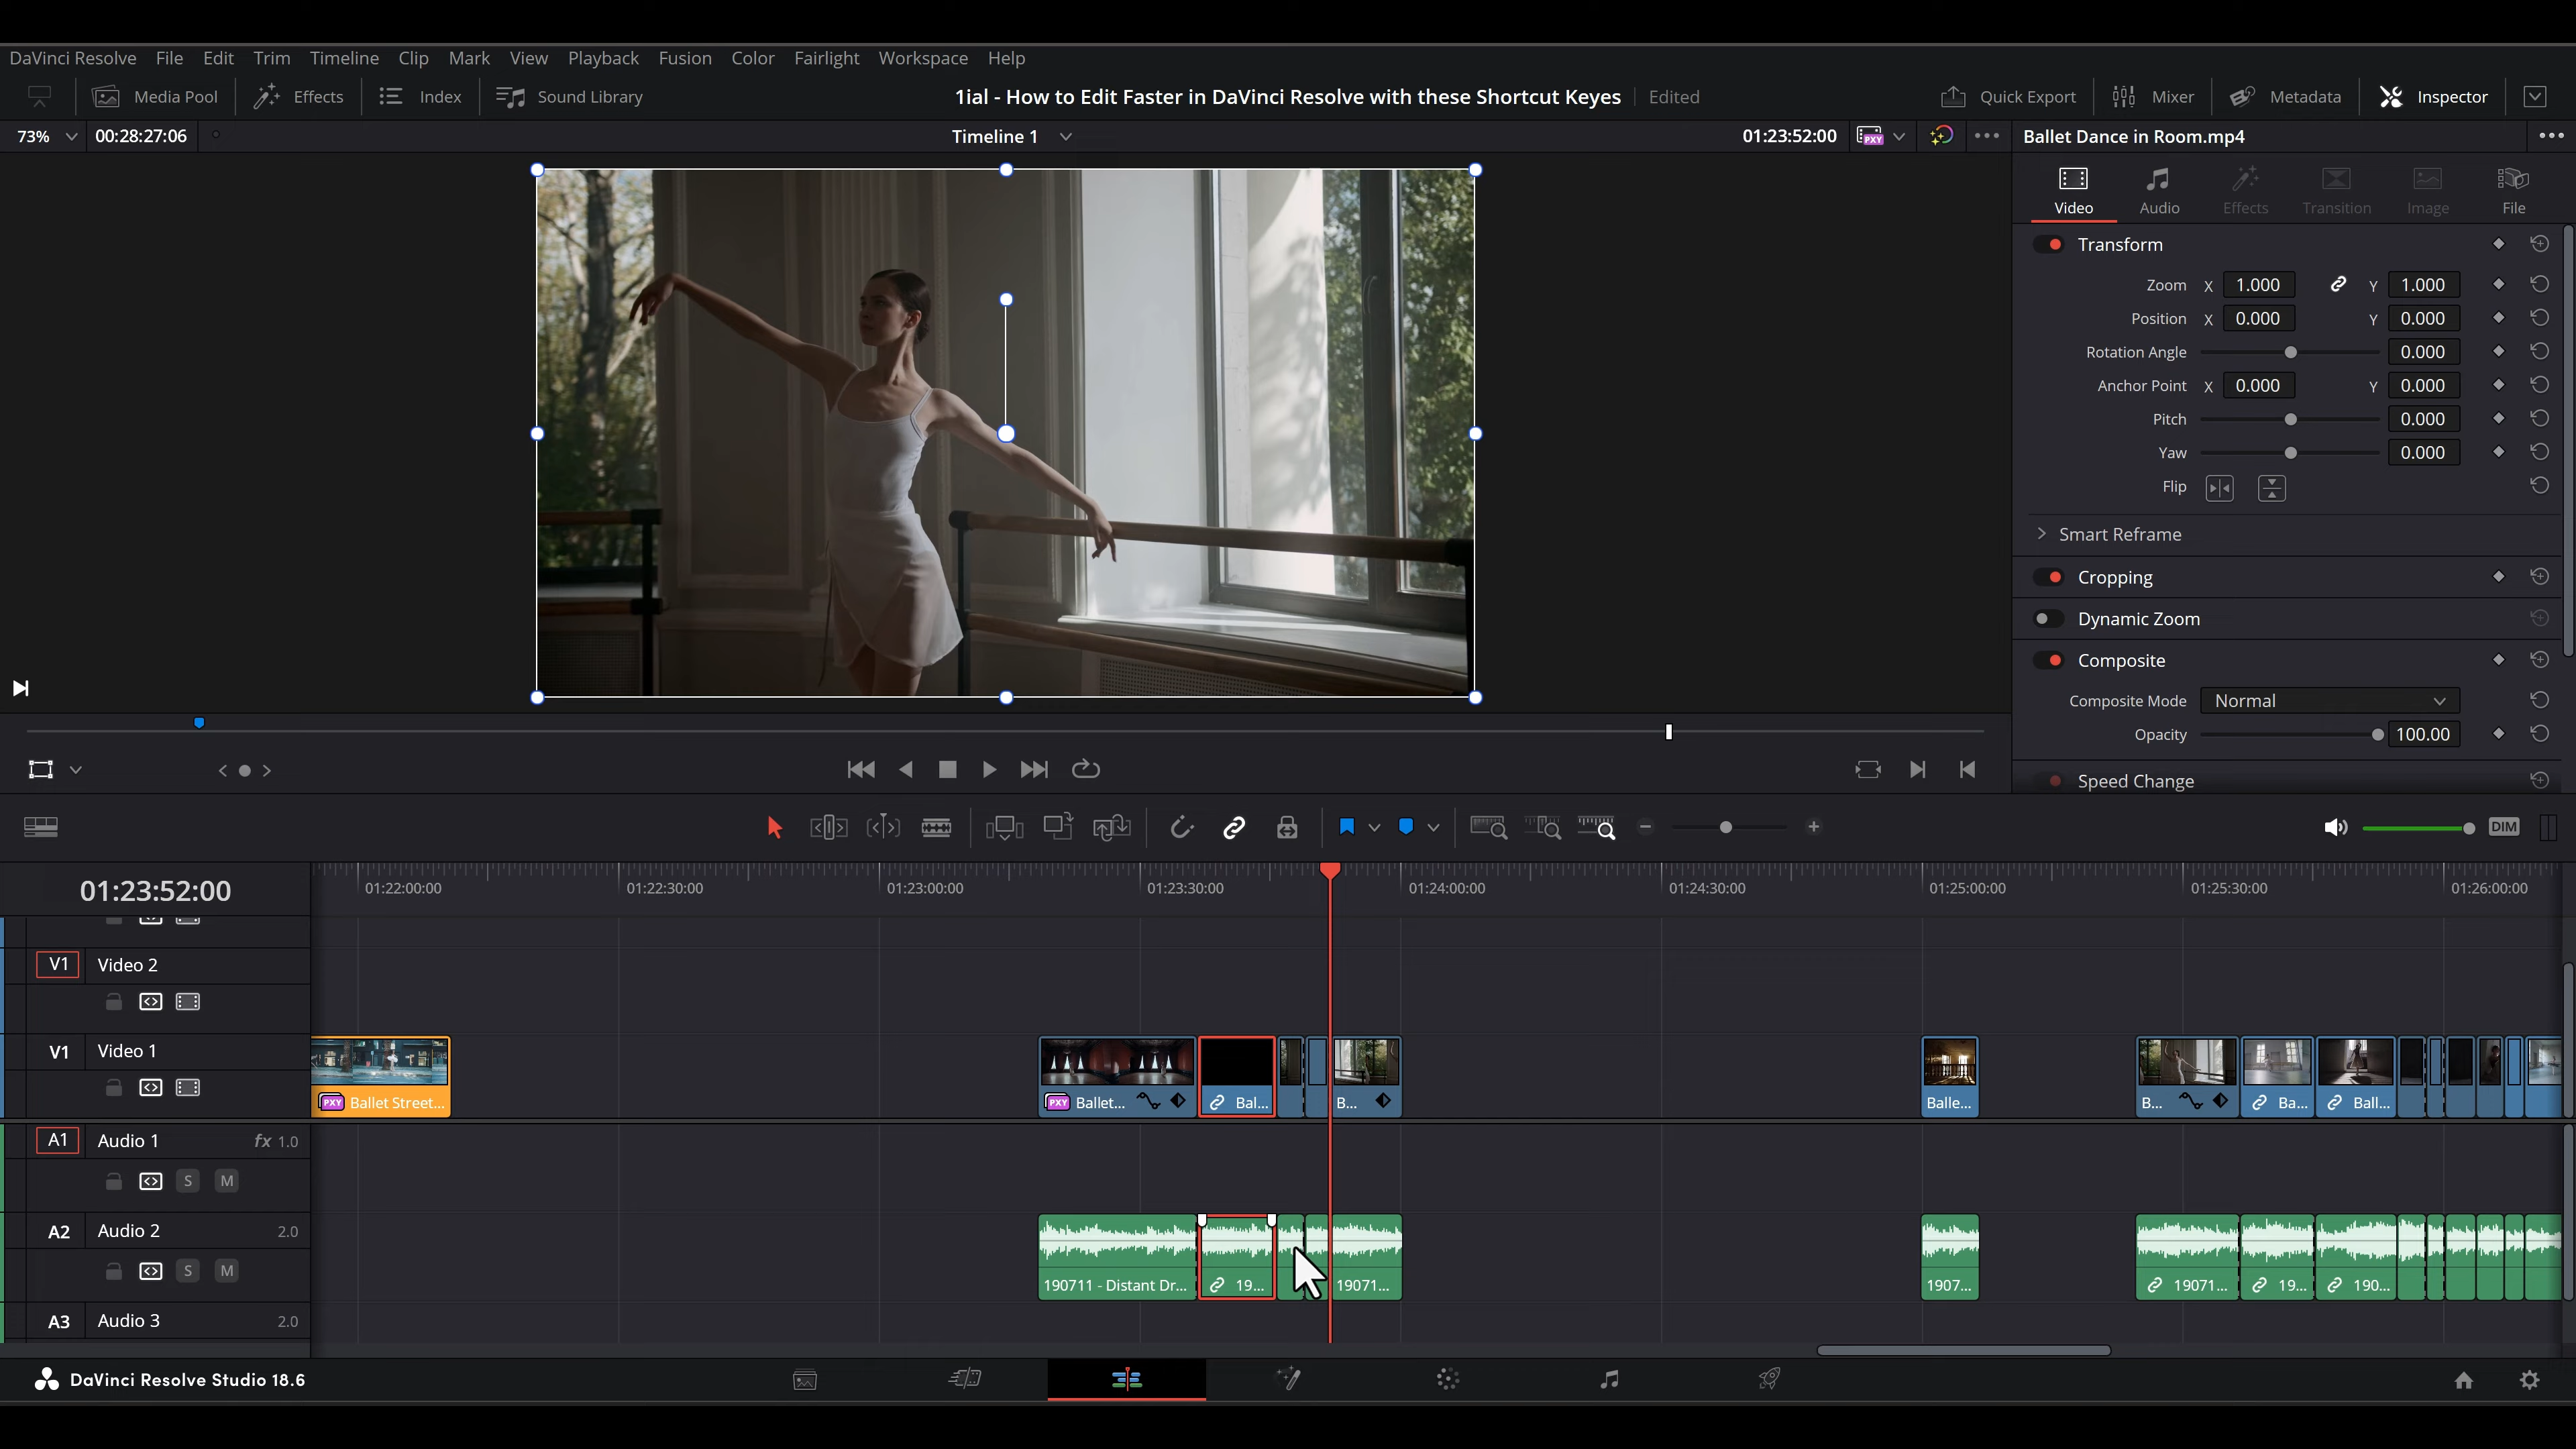 DaVinci Resolve File Edit Trim Timeline Clip Mark View Playback Fusion Color Fairlight Workspace Help
Media Pool Effects Index Sound Library 1ial - How to Edit Faster in DaVinci Resolve with these Shortcut Keyes Edited Quick Export Mixer Metadata Inspector
73% 00:28:27:06 Timeline 1 01:23:52:00 PXY Ballet Dance in Room.mp4
Video Audio Effects Transition Image File
Transform
Zoom X 1.000 Y 1.000
Position X 0.000 Y 0.000
Rotation Angle 0.000
Anchor Point X 0.000 Y 0.000
Pitch 0.000
Yaw 0.000
Flip
Smart Reframe
Cropping
Dynamic Zoom
Composite
Composite Mode Normal
Opacity 100.00
Speed Change
DIM
01:23:52:00 01:22:00:00 01:22:30:00 01:23:00:00 01:23:30:00 01:24:00:00 01:24:30:00 01:25:00:00 01:25:30:00 01:26:00:00
V1 Video 2
V1 Video 1
PXY Ballet Street... PXY Ballet... Bal... B... Balle... B... Ba... Ball...
A1 Audio 1 fx 1.0
S M
A2 Audio 2 2.0
S M
190711 - Distant Dr... 19... 19071... 1907... 19071... 19... 190...
A3 Audio 3 2.0
DaVinci Resolve Studio 18.6